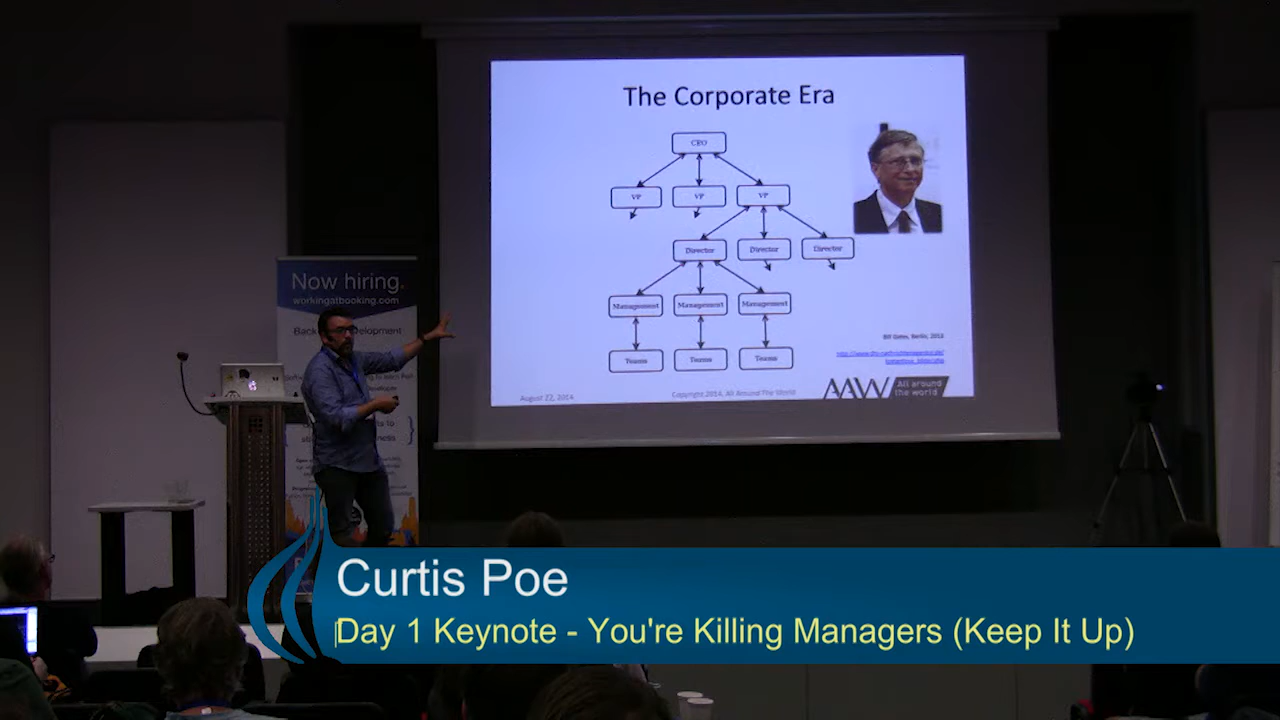 The Corporate Era
CEO
VP VP VP
Director Director Director
Management Management Management
Teams Teams Teams
Bill Gates, Berlin, 2013
August 22, 2014
Copyright 2014, All Around The World
AAW All around
the world
Now hiring.
workingatbooking.com
Curtis Poe
Day 1 Keynote - You're Killing Managers (Keep It Up)